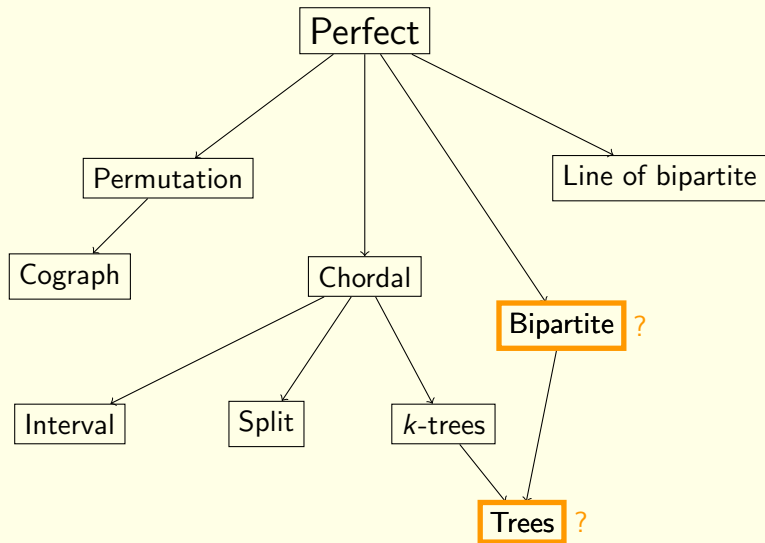 Perfect
Permutation
Line of bipartite
Cograph
Chordal
Bipartite ?
Interval
Split
k-trees
Trees ?